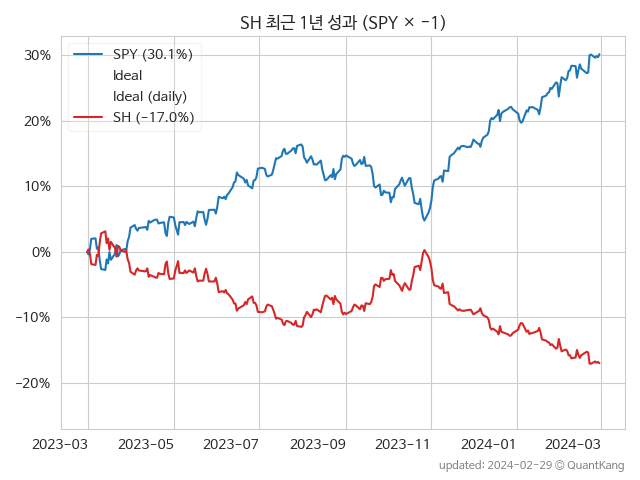 SH 최근 1년 성과 (SPY × −1)
SPY (30.1%)
Ideal
Ideal (daily)
SH (−17.0%)
30%
20%
10%
0%
−10%
−20%
2023-03 2023-05 2023-07 2023-09 2023-11 2024-01 2024-03
updated: 2024-02-29 © QuantKang